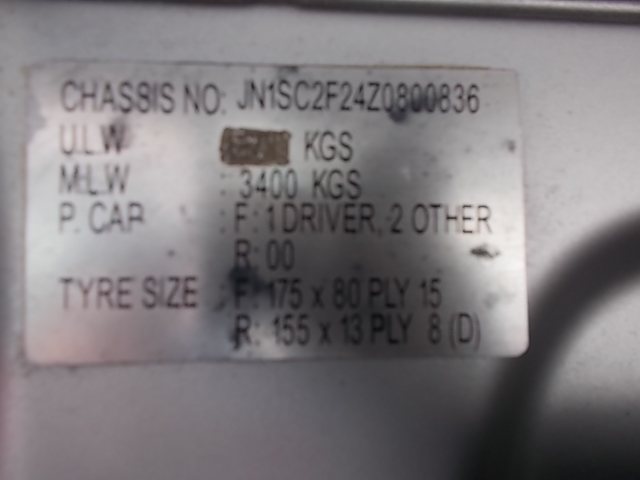 CHASSIS NO: JN1SC2F24Z0800836
U.L.W KGS
M.L.W : 3400 KGS
P. CAP : F: 1 DRIVER, 2 OTHER
R: 00
TYRE SIZE : F: 175 x 80 PLY 15
R: 155 x 13 PLY 8 (D)